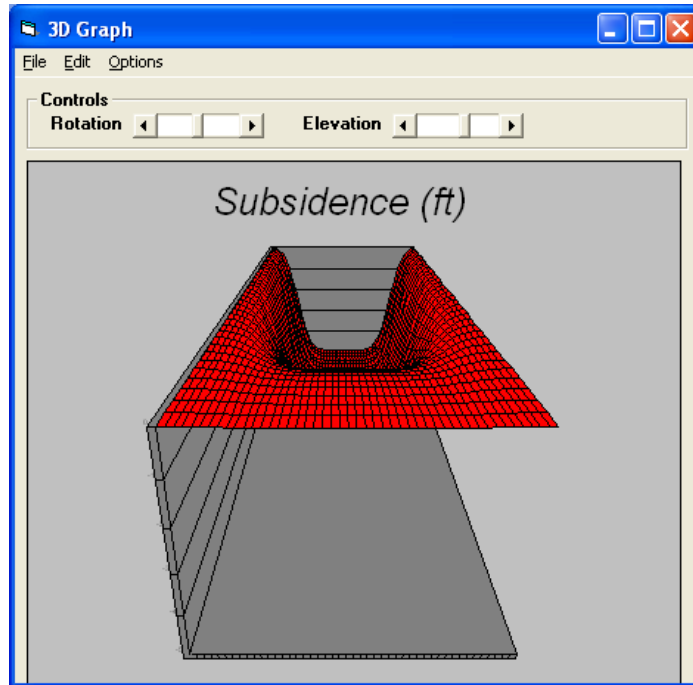 3D Graph
File Edit Options
Controls
Rotation Elevation
Subsidence (ft)